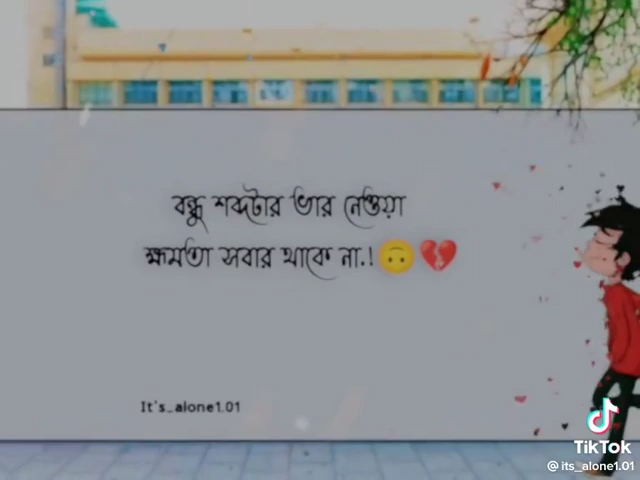 বন্ধু শব্দটার ভার নেওয়া
ক্ষমতা সবার থাকে না.!🙃💔
It's_alone1.01
TikTok
@its_alone1.01